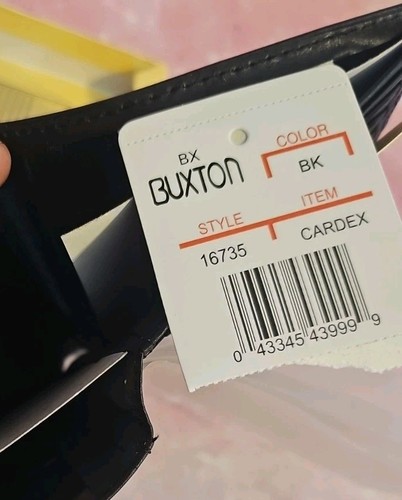 BX
BUXTON
COLOR
BK
STYLE
ITEM
16735
CARDEX
0 43345 43999 9